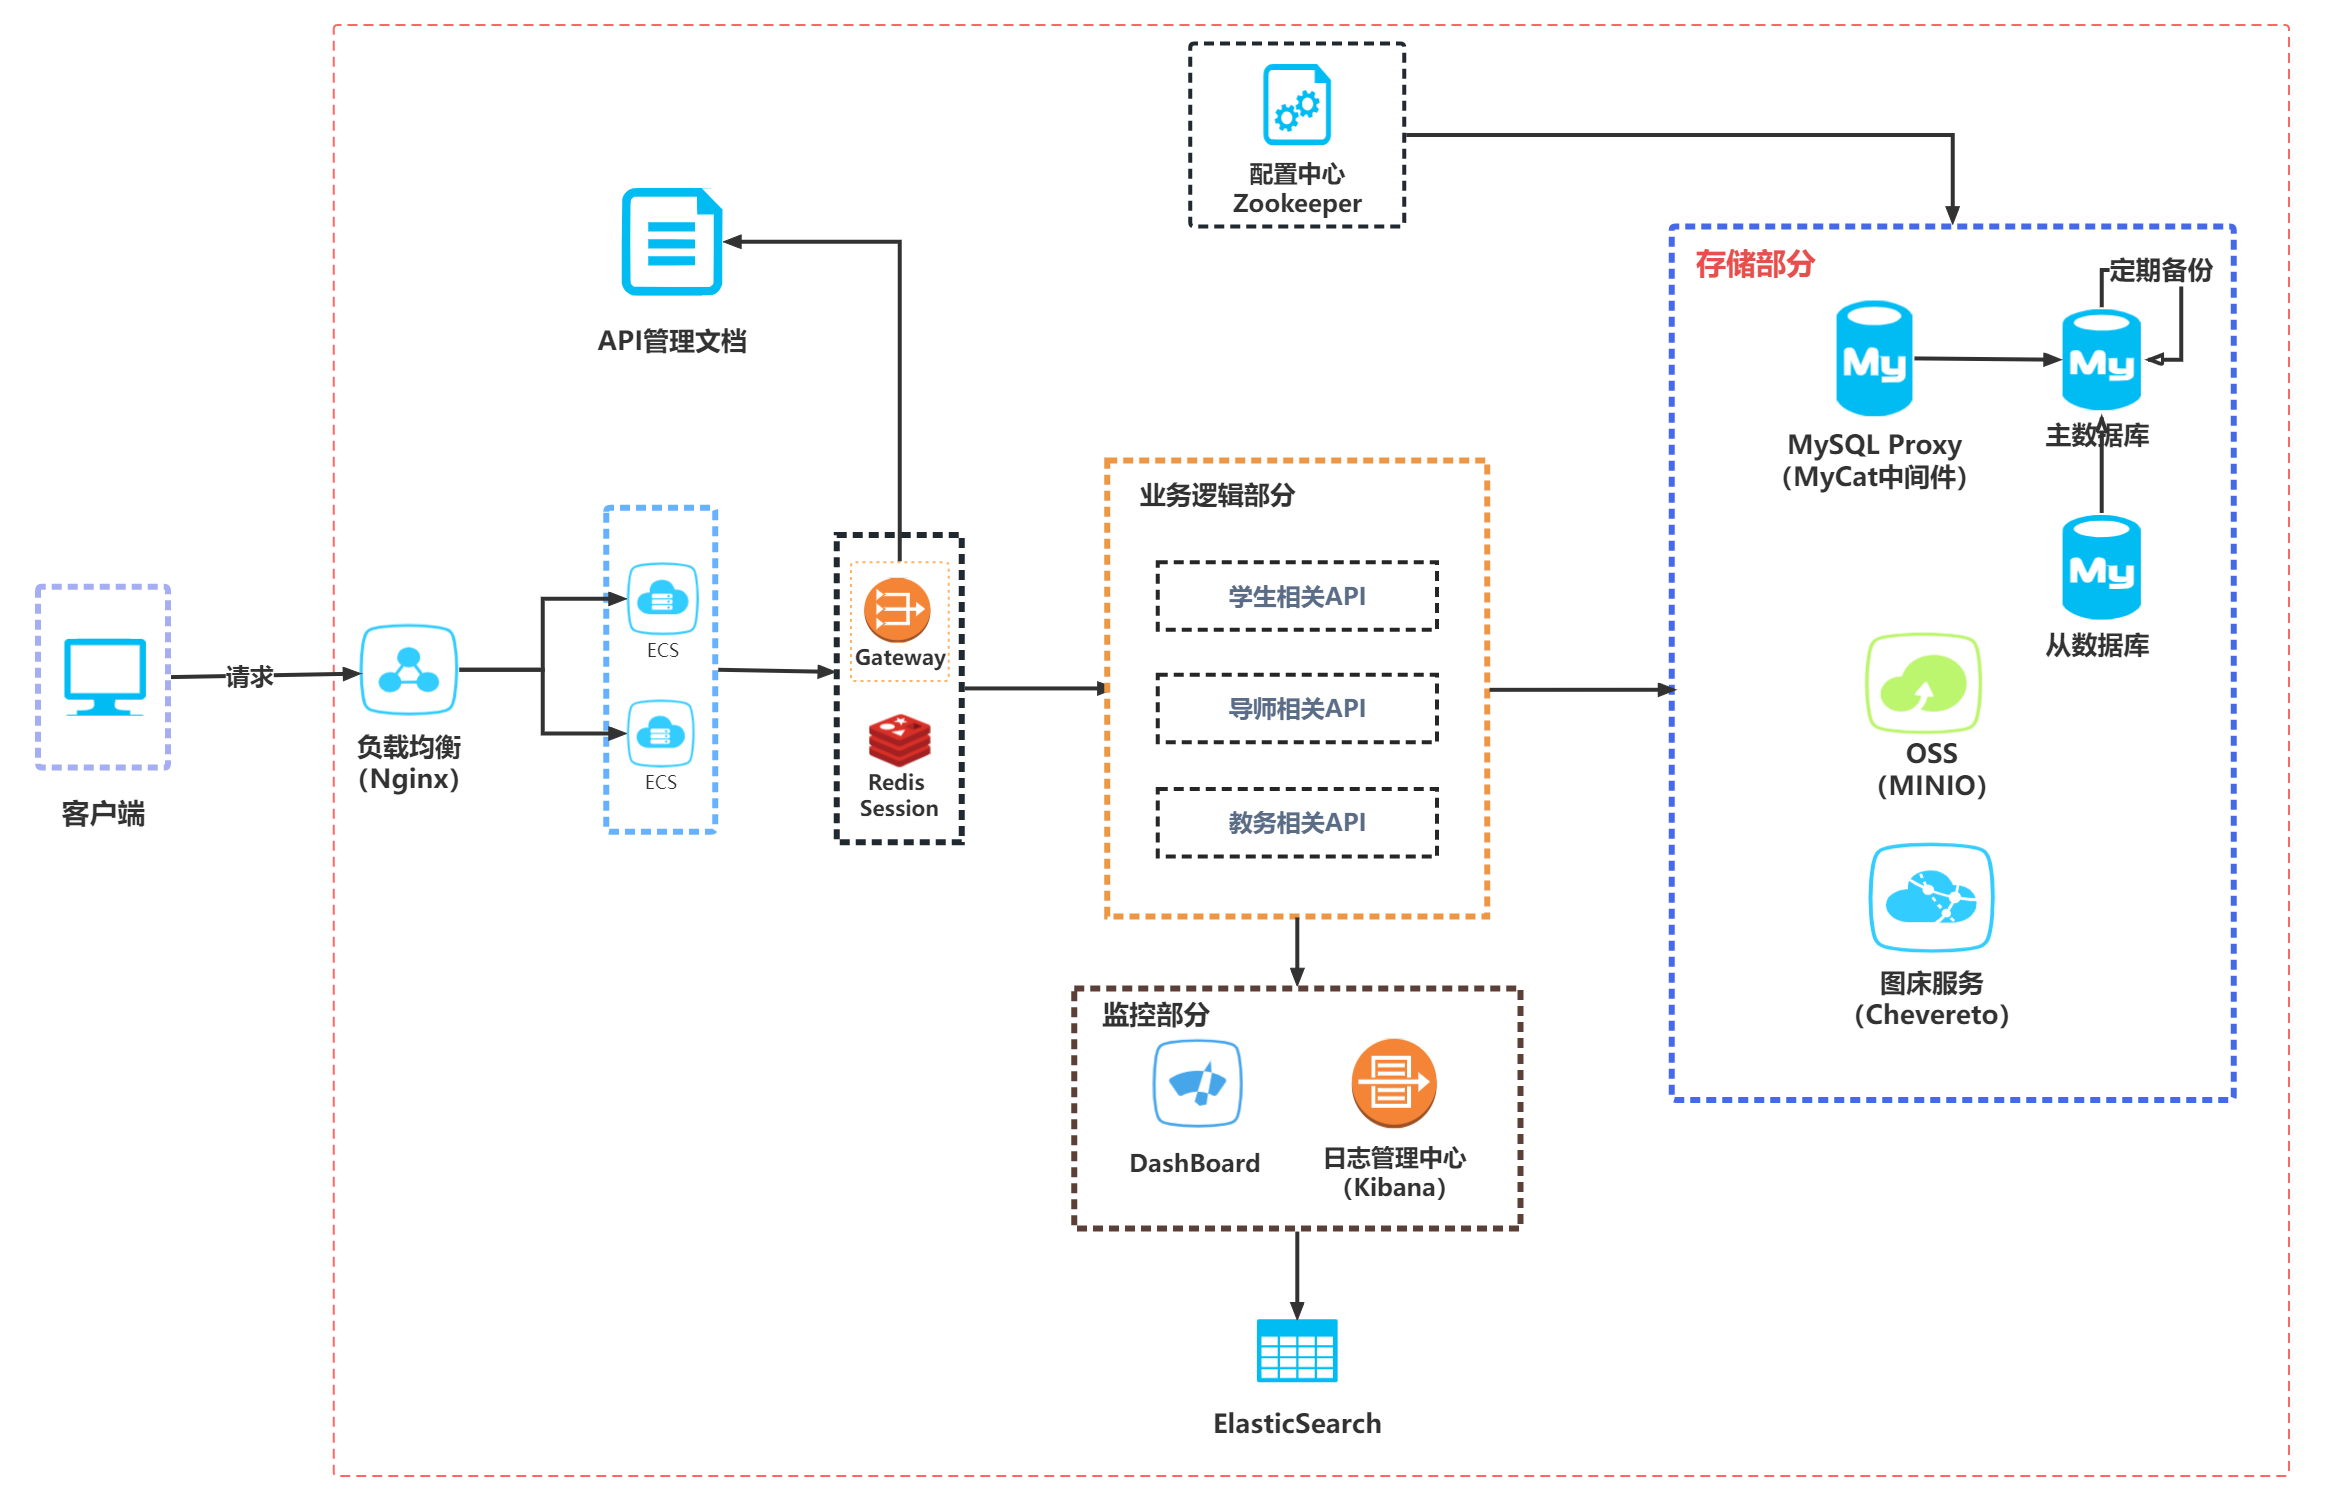 配置中心
Zookeeper
存储部分
定期备份
API管理文档
My
My
主数据库
MySQL Proxy
（MyCat中间件）
业务逻辑部分
学生相关API
导师相关API
教务相关API
My
从数据库
ECS
ECS
Gateway
Redis
Session
请求
客户端
负载均衡
（Nginx）
OSS
（MINIO）
图床服务
（Chevereto）
监控部分
DashBoard
日志管理中心
（Kibana）
ElasticSearch